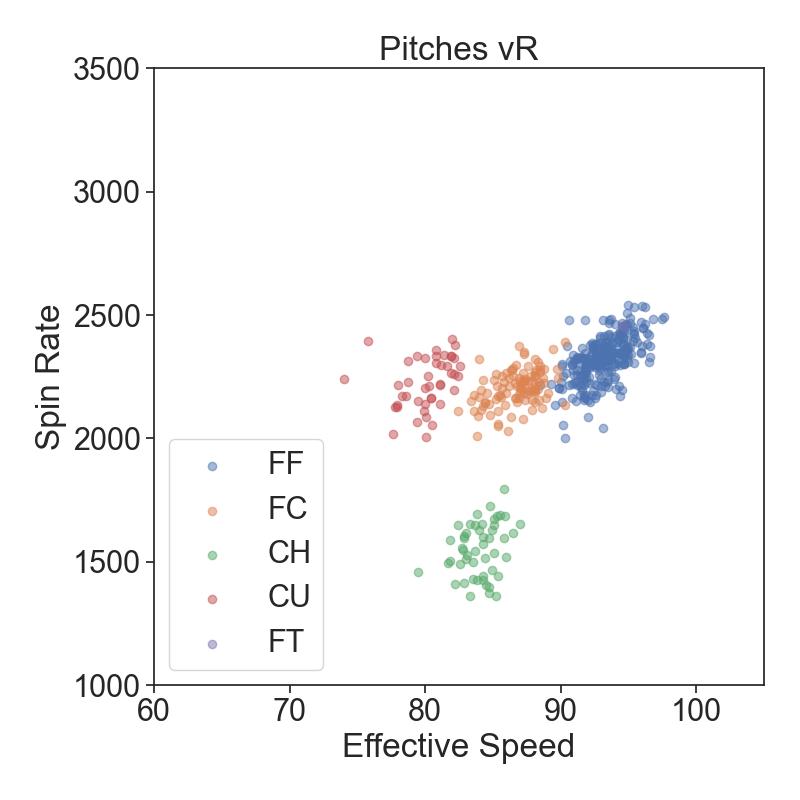 Pitches vR
3500
3000
2500
2000
1500
1000
Spin Rate
FF
FC
CH
CU
FT
60 70 80 90 100
Effective Speed